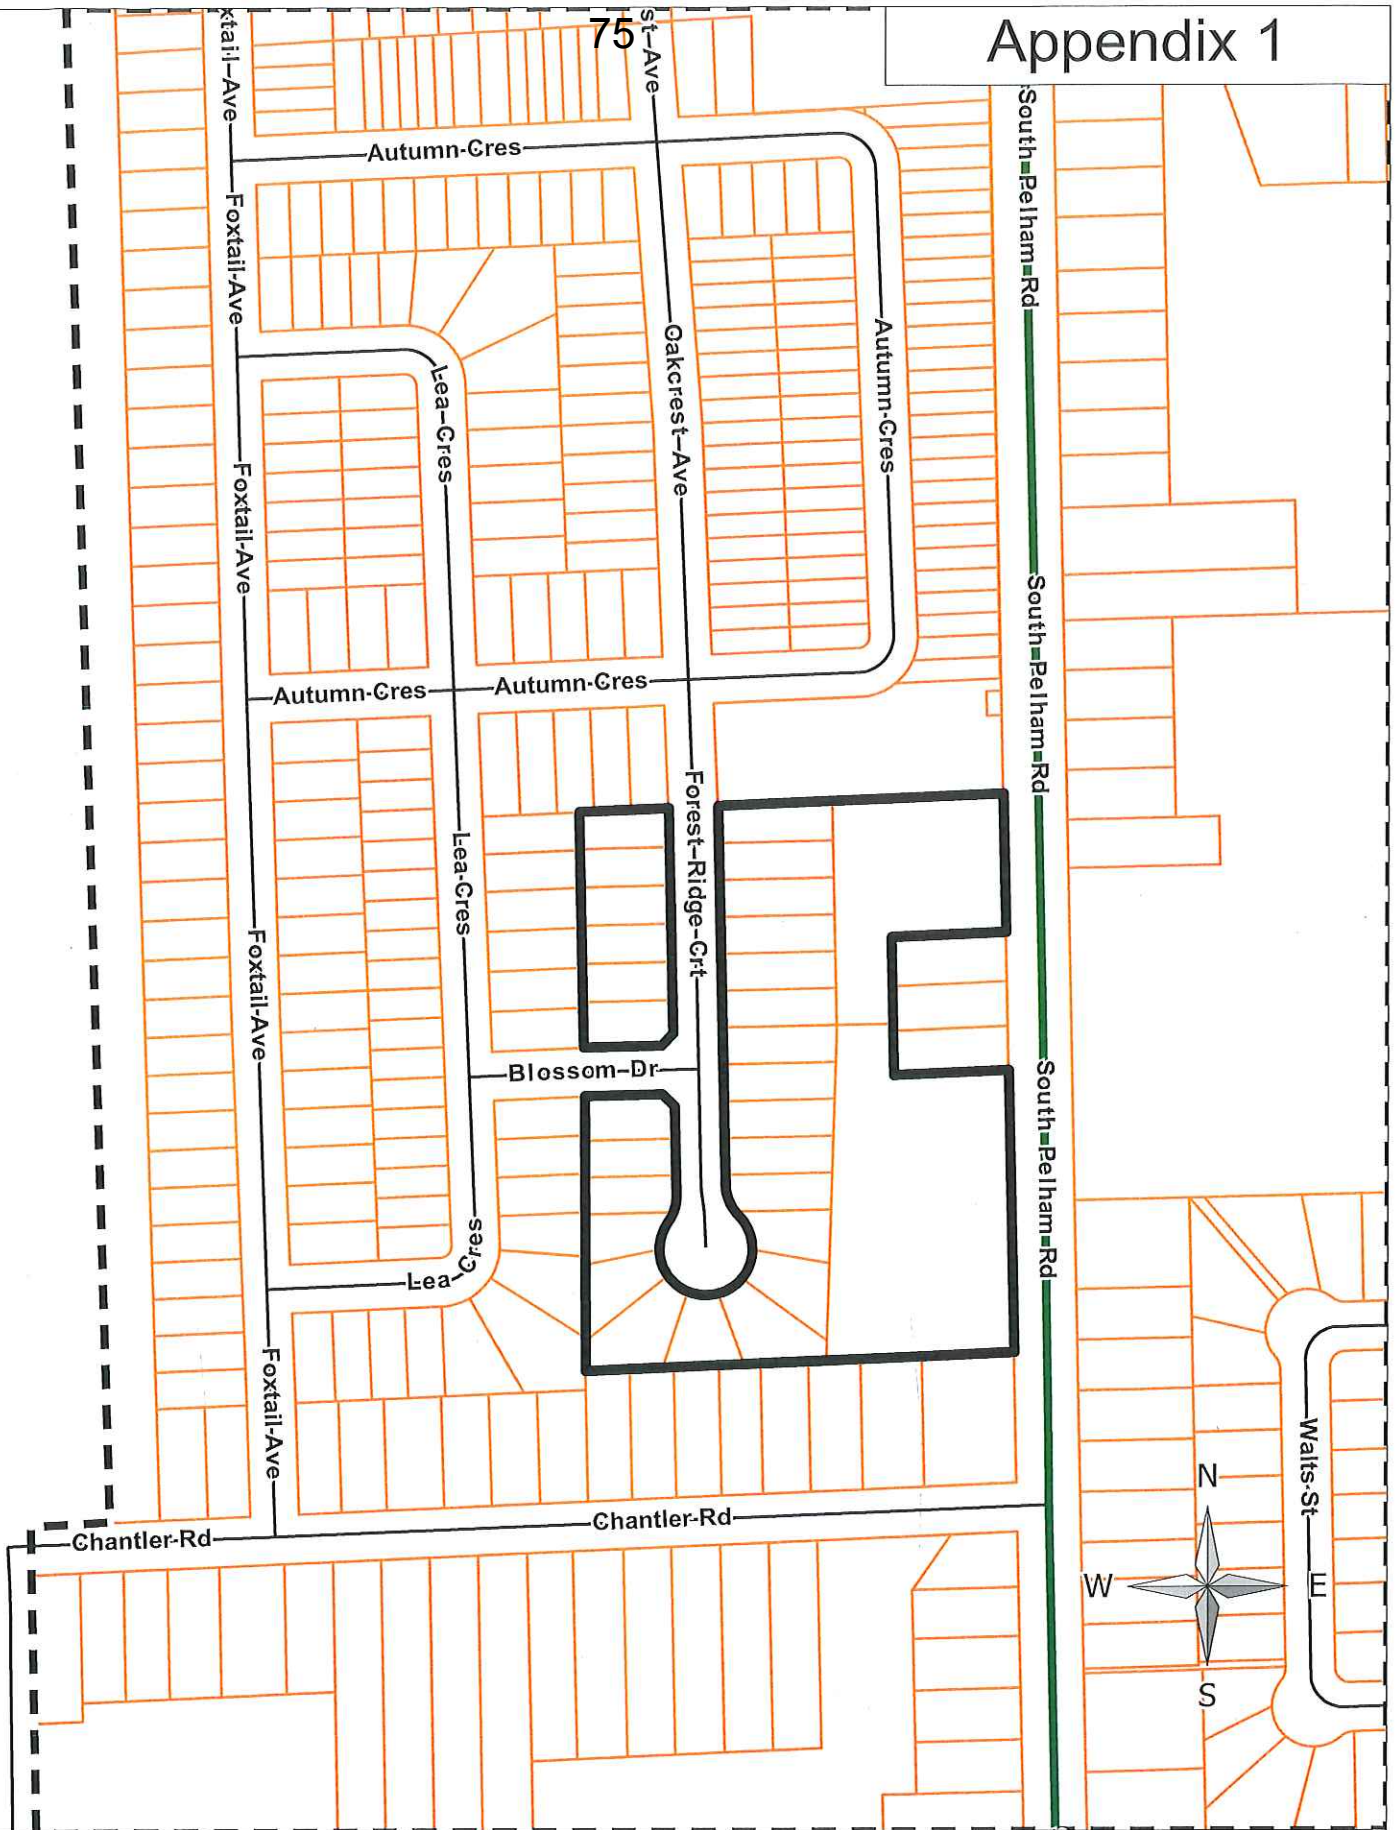 75
Appendix 1
xtail-Ave
st-Ave
South-Pelham-Rd
Autumn-Cres
Foxtail-Ave
Oakcrest-Ave
Autumn-Cres
Lea-Cres
Foxtail-Ave
South-Pelham-Rd
Autumn-Cres
Autumn-Cres
Forest-Ridge-Crt
Lea-Cres
Foxtail-Ave
Blossom-Dr
South-Pelham-Rd
Lea-Cres
Foxtail-Ave
Walts-St
N
W
E
S
Chantler-Rd
Chantler-Rd